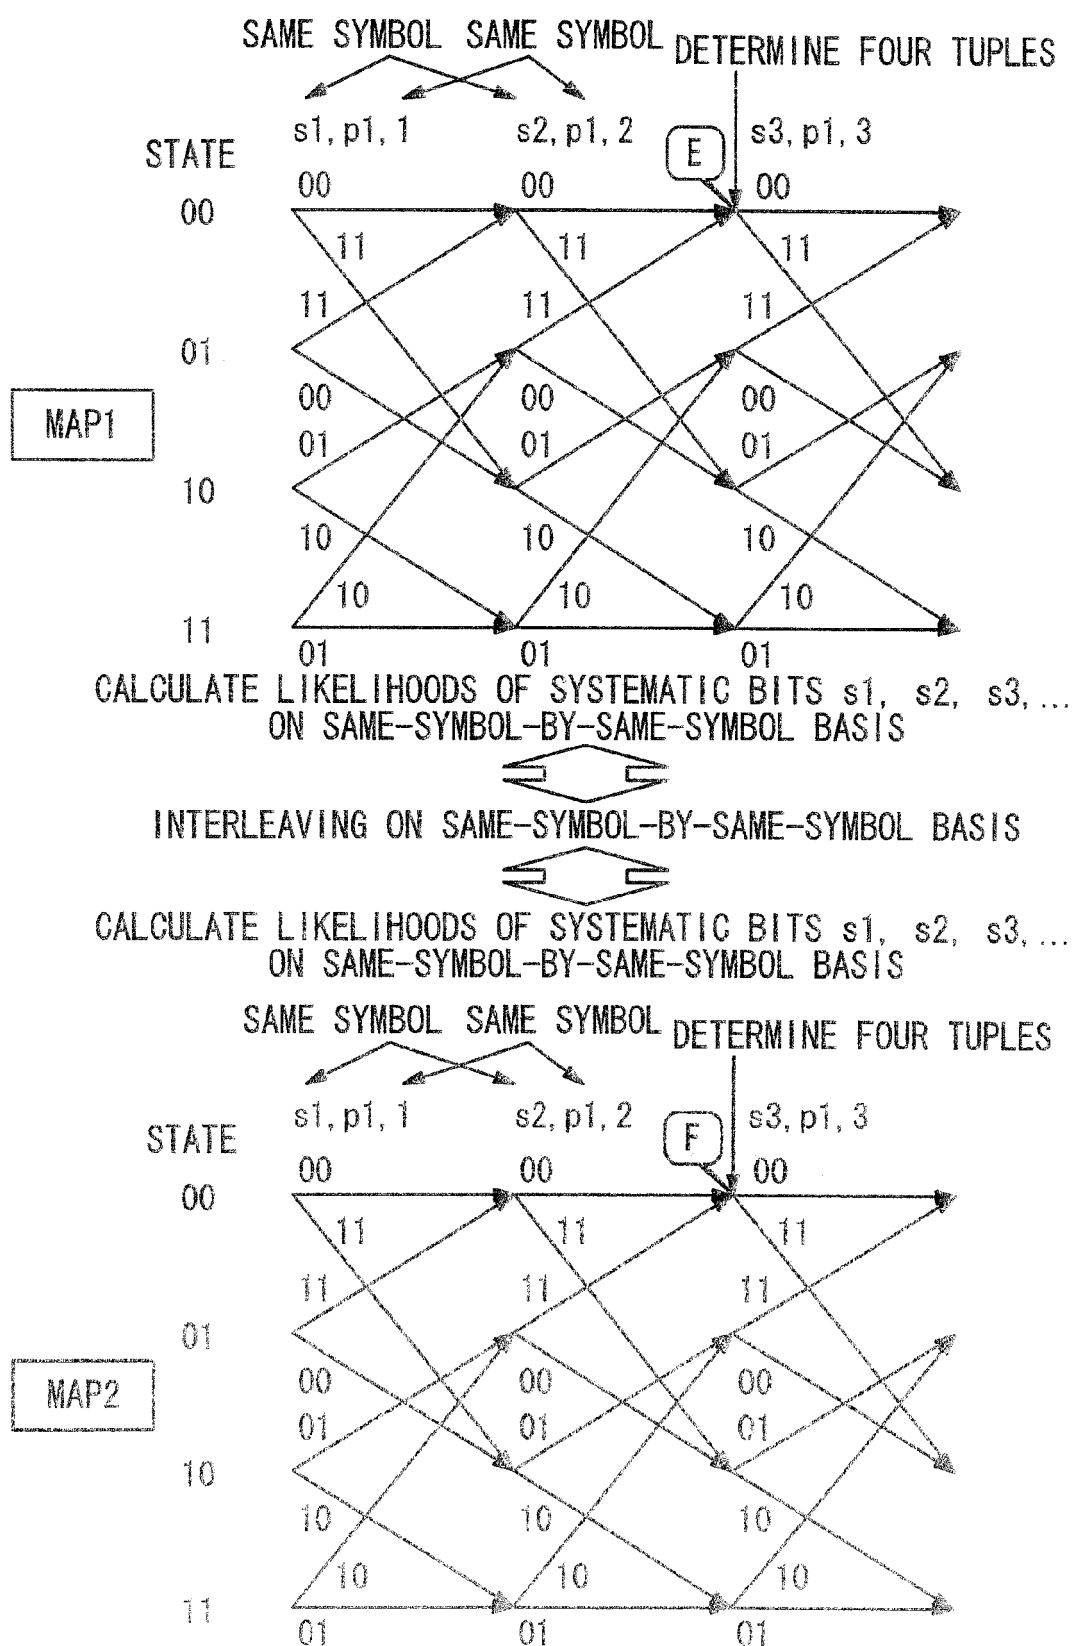 SAME SYMBOL SAME SYMBOL DETERMINE FOUR TUPLES
s1, p1, 1 s2, p1, 2 E s3, p1, 3
STATE
00 00 00
00
11 11 11
11 11 11
01
00 00 00
MAP1
01 01 01
10
10 10 10
10 10 10
11
01 01 01
CALCULATE LIKELIHOODS OF SYSTEMATIC BITS s1, s2, s3, ...
ON SAME-SYMBOL-BY-SAME-SYMBOL BASIS
INTERLEAVING ON SAME-SYMBOL-BY-SAME-SYMBOL BASIS
CALCULATE LIKELIHOODS OF SYSTEMATIC BITS s1, s2, s3, ...
ON SAME-SYMBOL-BY-SAME-SYMBOL BASIS
SAME SYMBOL SAME SYMBOL DETERMINE FOUR TUPLES
s1, p1, 1 s2, p1, 2 F s3, p1, 3
STATE
00 00 00
00
11 11 11
11 11 11
01
00 00 00
MAP2
01 01 01
10
10 10 10
10 10 10
11
01 01 01